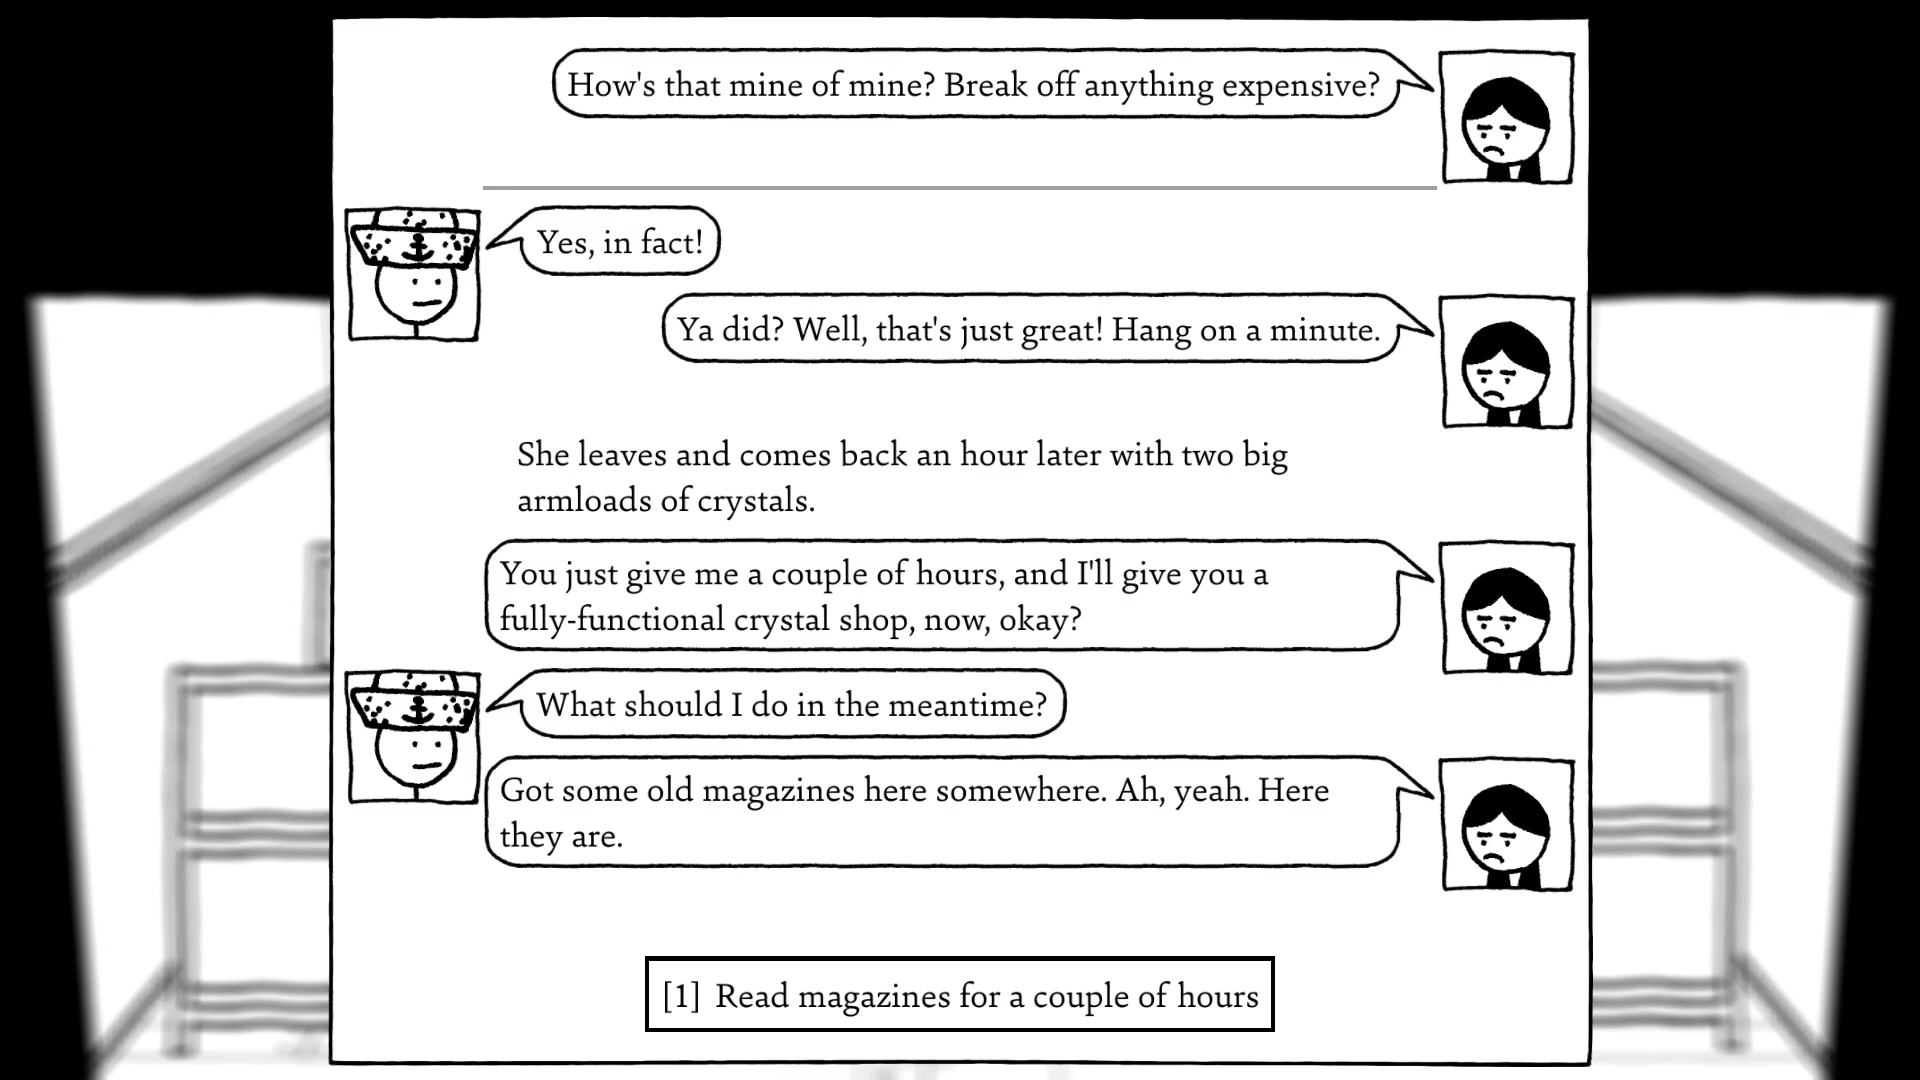 How's that mine of mine? Break off anything expensive?
Yes, in fact!
Ya did? Well, that's just great! Hang on a minute.
She leaves and comes back an hour later with two big
armloads of crystals.
You just give me a couple of hours, and I'll give you a
fully-functional crystal shop, now, okay?
What should I do in the meantime?
Got some old magazines here somewhere. Ah, yeah. Here
they are.
[1] Read magazines for a couple of hours